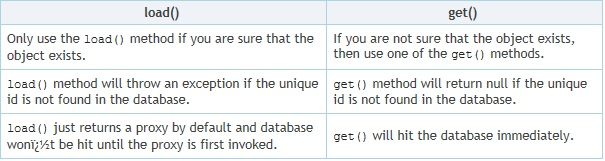 load()
get()
Only use the load() method if you are sure that the
object exists.
If you are not sure that the object exists,
then use one of the get() methods.
load() method will throw an exception if the unique
id is not found in the database.
get() method will return null if the unique
id is not found in the database.
load() just returns a proxy by default and database
wonï¿½t be hit until the proxy is first invoked.
get() will hit the database immediately.